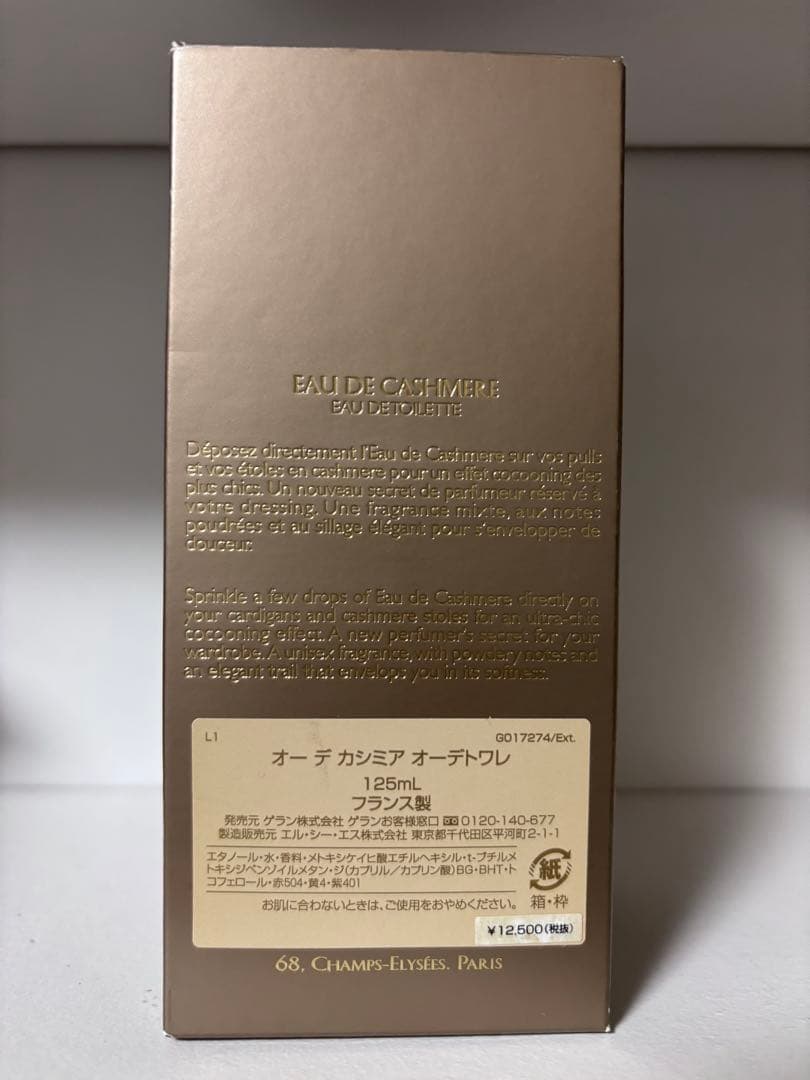 EAU DE CASHMERE
EAU DE TOILETTE
Déposez directement l'Eau de Cashmere sur vos pulls
et vos étoles en cashmere pour un effet cocooning des
plus chics. Un nouveau secret de parfumeur réservé à
votre dressing. Une fragrance mixte, aux notes
poudrées et au sillage élégant pour s'envelopper de
douceur.
Sprinkle a few drops of Eau de Cashmere directly on
your cardigans and cashmere stoles for an ultra-chic
cocooning effect. A new perfumer's secret for your
wardrobe. A unisex fragrance, with powdery notes and
an elegant trail that envelops you in its softness.
L1 G017274/Ext.
オー デ カシミア オーデトワレ
125mL
フランス製
発売元 ゲラン株式会社 ゲランお客様窓口 0120-140-677
製造販売元 エル・シー・エス株式会社 東京都千代田区平河町2-1-1
エタノール・水・香料・メトキシケイヒ酸エチルヘキシル・t-ブチルメ
トキシジベンゾイルメタン・ジ(カプリル/カプリン酸)BG・BHT・ト
コフェロール・赤504・黄4・紫401
紙
箱・枠
お肌に合わないときは、ご使用をおやめください。
¥12,500(税抜)
68, CHAMPS-ELYSÉES. PARIS